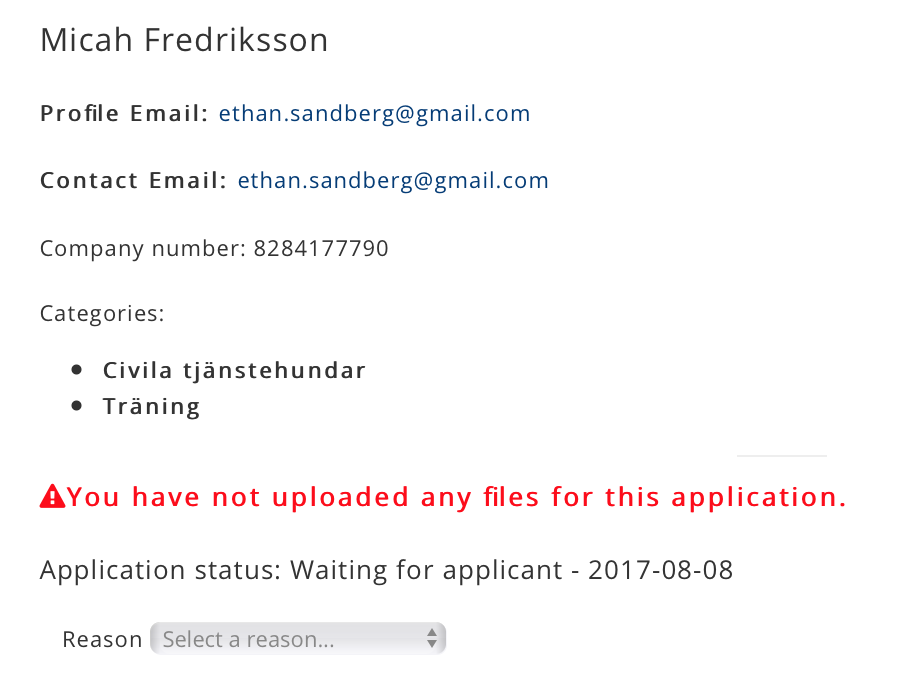 Micah Fredriksson
Profile Email: ethan.sandberg@gmail.com
Contact Email: ethan.sandberg@gmail.com
Company number: 8284177790
Categories:
Civila tjänstehundar
Träning
You have not uploaded any files for this application.
Application status: Waiting for applicant - 2017-08-08
Reason Select a reason...